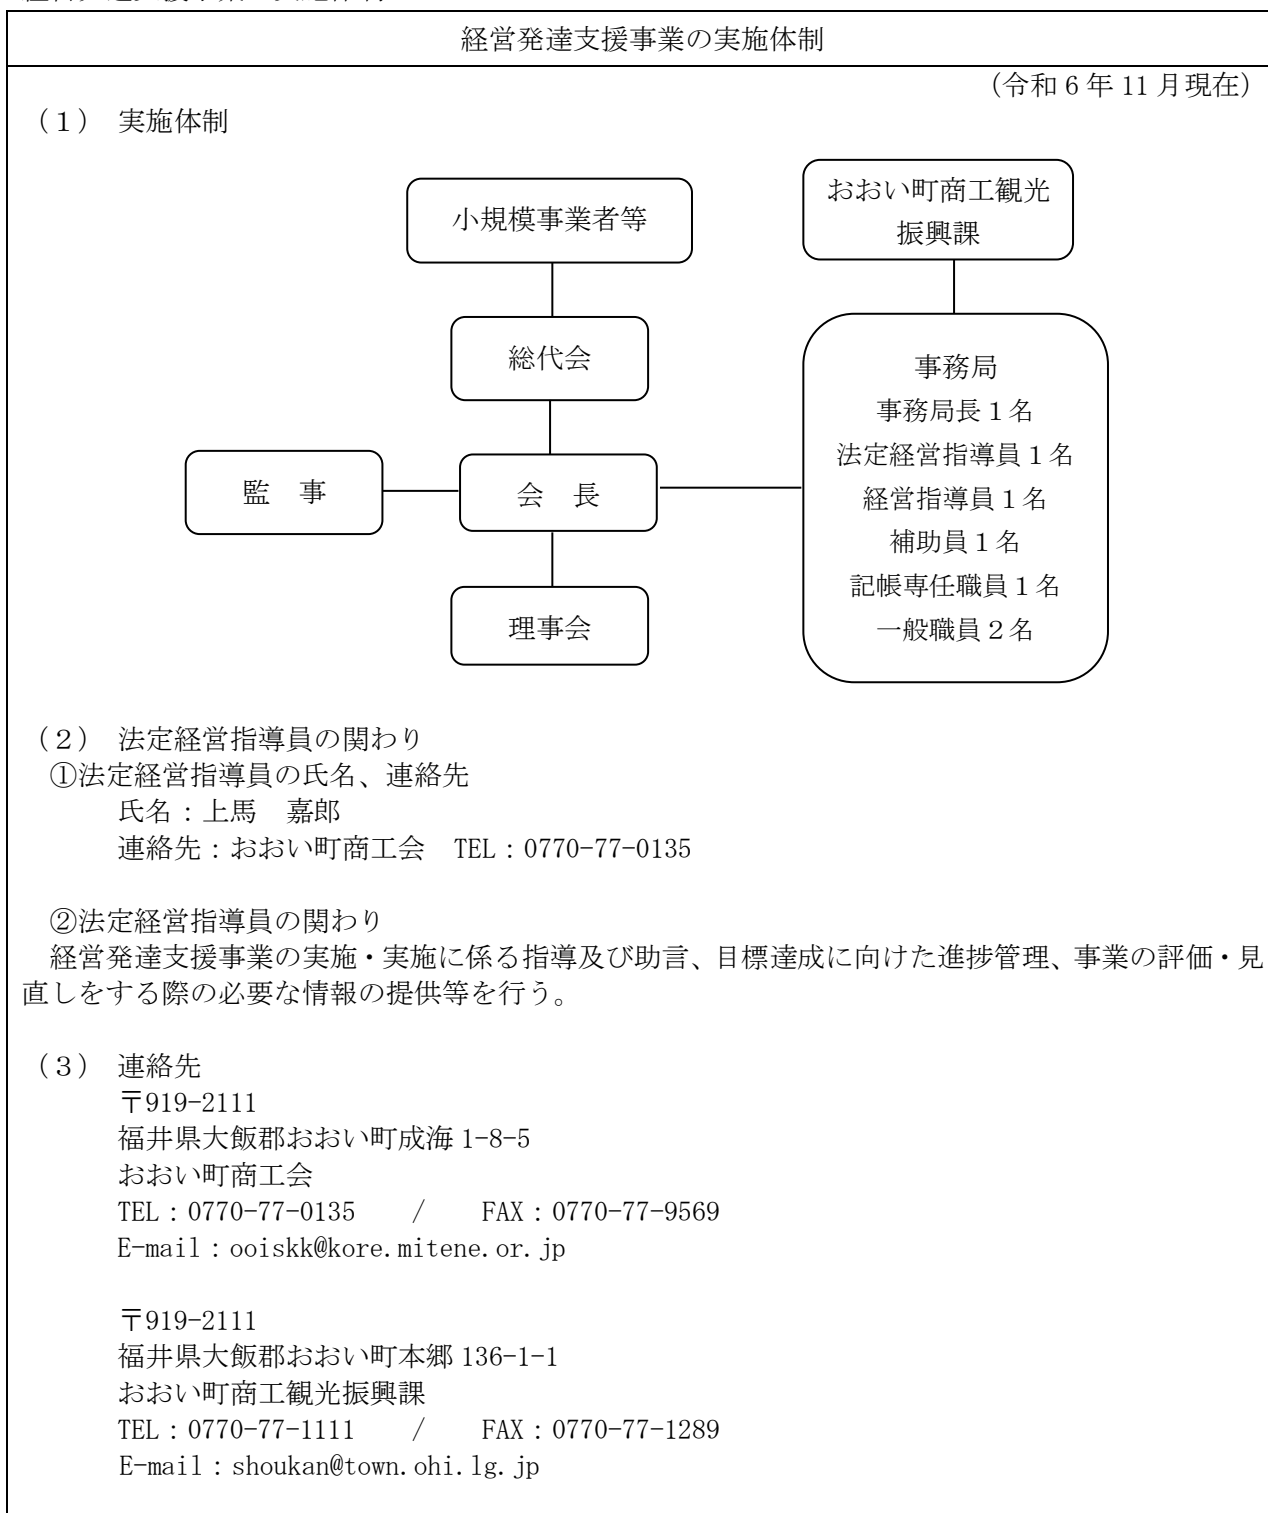 経営発達支援事業の実施体制
（令和 6 年 11 月現在）
（１） 実施体制
小規模事業者等
おおい町商工観光
振興課
総代会
監　事
会　長
理事会
事務局
事務局長１名
法定経営指導員１名
経営指導員１名
補助員１名
記帳専任職員１名
一般職員２名
（２） 法定経営指導員の関わり
①法定経営指導員の氏名、連絡先
氏名：上馬　嘉郎
連絡先：おおい町商工会　TEL：0770-77-0135
②法定経営指導員の関わり
経営発達支援事業の実施・実施に係る指導及び助言、目標達成に向けた進捗管理、事業の評価・見
直しをする際の必要な情報の提供等を行う。
（３） 連絡先
〒919-2111
福井県大飯郡おおい町成海 1-8-5
おおい町商工会
TEL：0770-77-0135　/　FAX：0770-77-9569
E-mail：ooiskk@kore.mitene.or.jp
〒919-2111
福井県大飯郡おおい町本郷 136-1-1
おおい町商工観光振興課
TEL：0770-77-1111　/　FAX：0770-77-1289
E-mail：shoukan@town.ohi.lg.jp